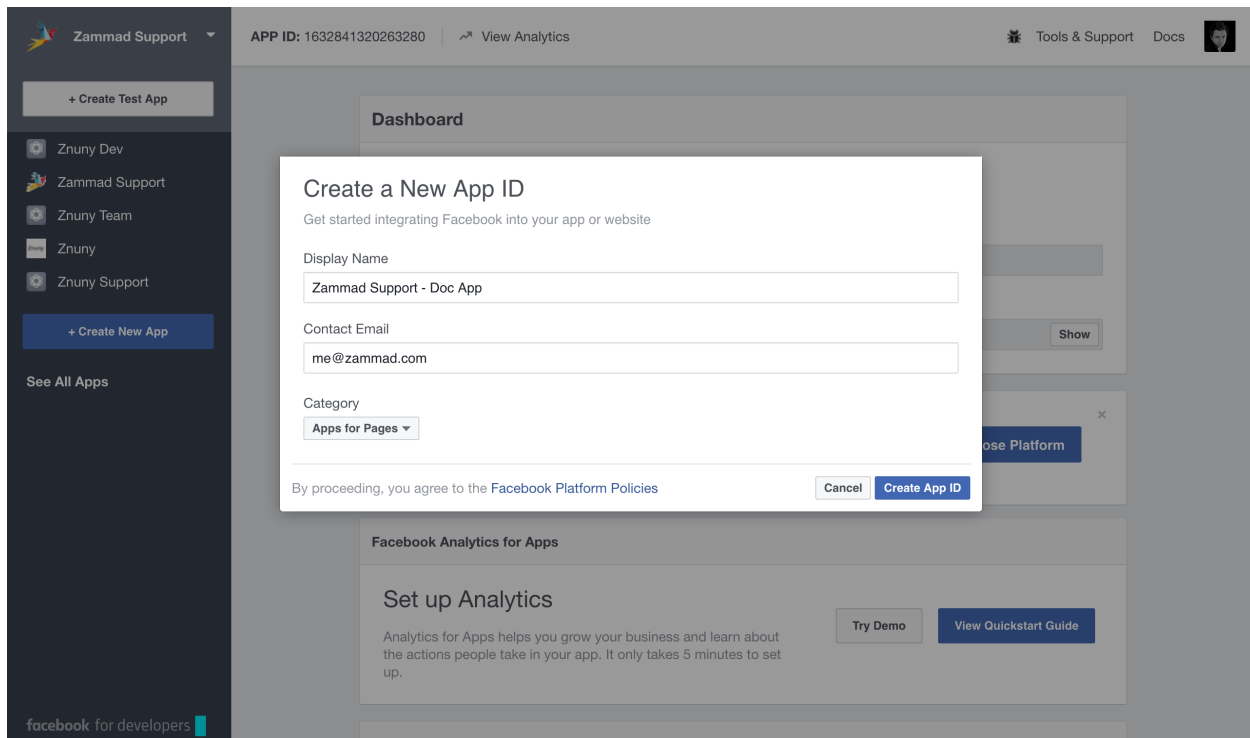 Zammad Support
APP ID: 1632841320263280
View Analytics
Tools & Support
Docs
+ Create Test App
Znuny Dev
Zammad Support
Znuny Team
Znuny
Znuny Support
+ Create New App
See All Apps
facebook for developers
Dashboard
Show
Create a New App ID
Get started integrating Facebook into your app or website
Display Name
Zammad Support - Doc App
Contact Email
me@zammad.com
Category
Apps for Pages
By proceeding, you agree to the Facebook Platform Policies
Cancel
Create App ID
Platform
Facebook Analytics for Apps
Set up Analytics
Analytics for Apps helps you grow your business and learn about
the actions people take in your app. It only takes 5 minutes to set
up.
Try Demo
View Quickstart Guide